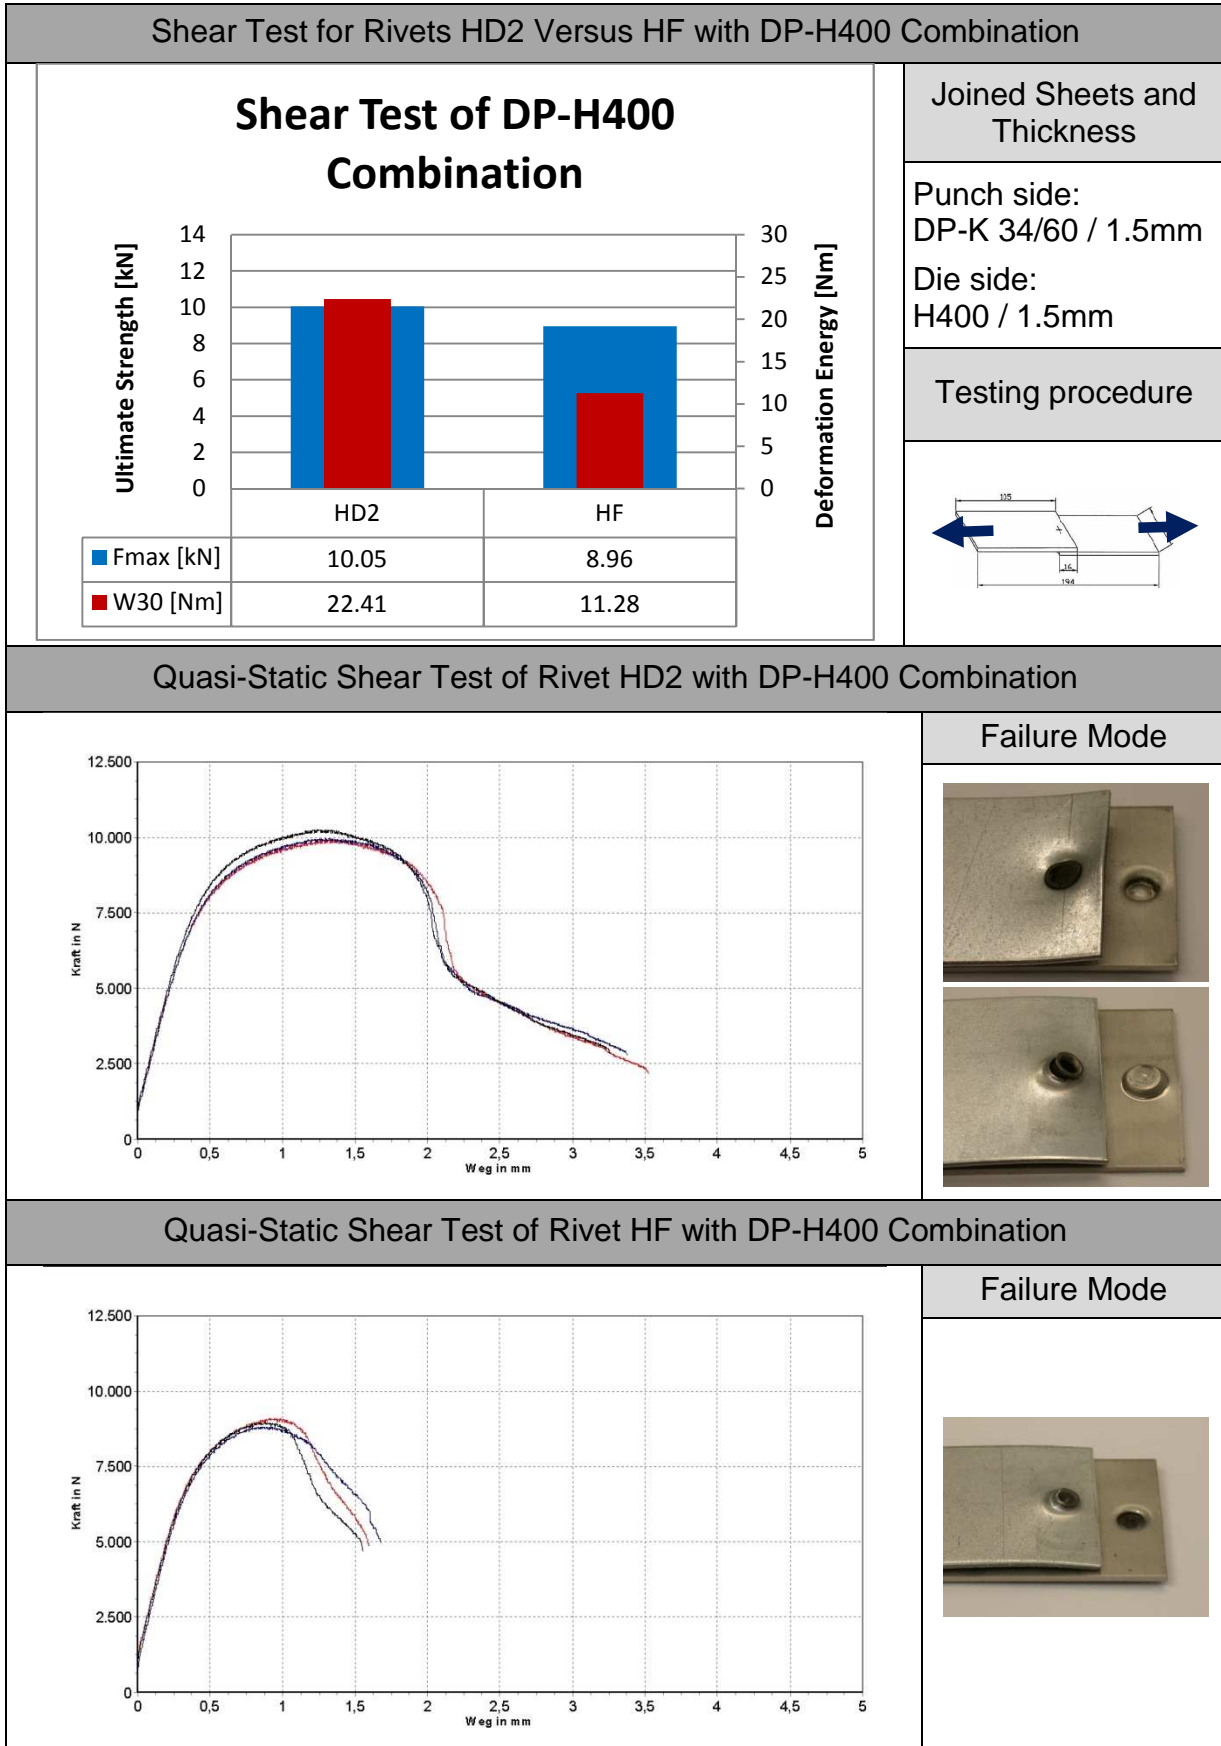 Shear Test for Rivets HD2 Versus HF with DP-H400 Combination
Shear Test of DP-H400
Combination
Ultimate Strength [kN]
14
12
10
8
6
4
2
0
30
25
20
15
10
5
0
Deformation Energy [Nm]
HD2 HF
Fmax [kN] 10.05 8.96
W30 [Nm] 22.41 11.28
Joined Sheets and
Thickness
Punch side:
DP-K 34/60 / 1.5mm
Die side:
H400 / 1.5mm
Testing procedure
105
16
194
Quasi-Static Shear Test of Rivet HD2 with DP-H400 Combination
Failure Mode
Kraft in N
12.500
10.000
7.500
5.000
2.500
0
0 0,5 1 1,5 2 2,5 3 3,5 4 4,5 5
Weg in mm
Quasi-Static Shear Test of Rivet HF with DP-H400 Combination
Failure Mode
Kraft in N
12.500
10.000
7.500
5.000
2.500
0
0 0,5 1 1,5 2 2,5 3 3,5 4 4,5 5
Weg in mm